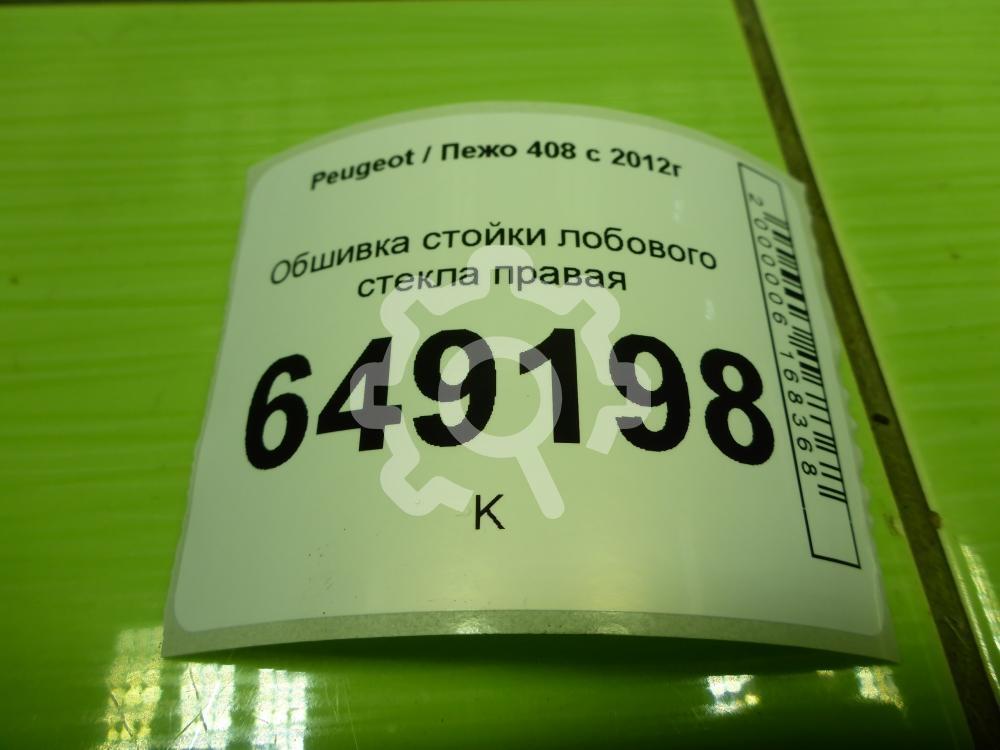 Peugeot / Пежо 408 с 2012г
Обшивка стойки лобового
стекла правая
649198
К
2000006168368